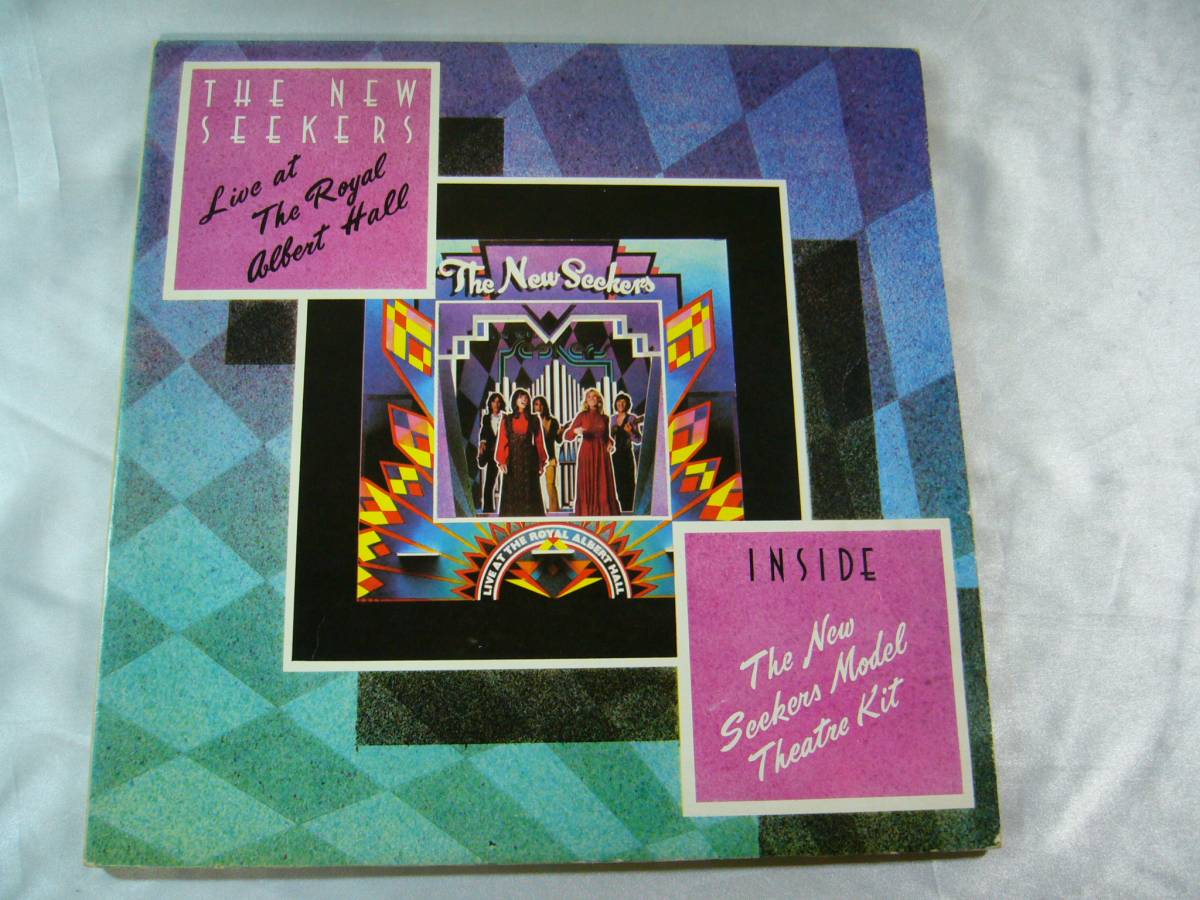 THE NEW
SEEKERS
Live at
The Royal
Albert Hall
The New Seekers
SEEKERS
LIVE AT THE ROYAL ALBERT HALL
INSIDE
The New
Seekers Model
Theatre Kit